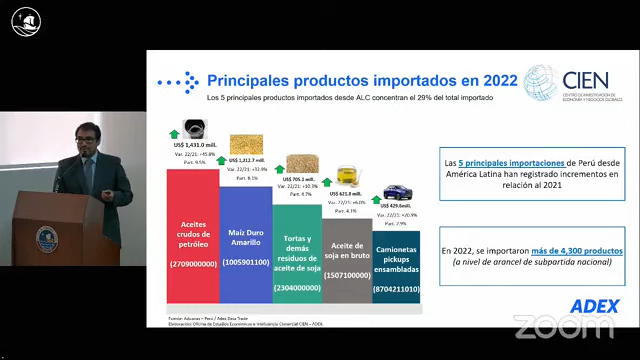 Principales productos importados en 2022
Los 5 principales productos importados desde ALC concentran el 29% del total importado
CIEN
CENTRO DE INVESTIGACIÓN DE
ECONOMÍA Y NEGOCIOS GLOBALES
US$ 1,431.0 mill.
Var. 22/21: +45.8%
Part. 9.5%
Aceites
crudos de
petróleo
(2709000000)
US$ 1,212.7 mill.
Var. 22/21: +32.9%
Part. 8.1%
Maíz Duro
Amarillo
(1005901100)
US$ 705.1 mill.
Var. 22/21: +10.3%
Part. 4.7%
Tortas y
demás
residuos de
aceite de soja
(2304000000)
US$ 621.8 mill.
Var. 22/21: +6.0%
Part. 4.1%
Aceite de
soja en bruto
(1507100000)
US$ 429.6mill.
Var. 22/21: +20.9%
Part. 2.9%
Camionetas
pickups
ensambladas
(8704211010)
Las 5 principales importaciones de Perú desde
América Latina han registrado incrementos en
relación al 2021
En 2022, se importaron más de 4,300 productos
(a nivel de arancel de subpartida nacional)
Fuente: Aduanas – Perú / Adex Data Trade
Elaboración: Oficina de Estudios Económicos e Inteligencia Comercial CIEN – ADEX.
ADEX
zoom